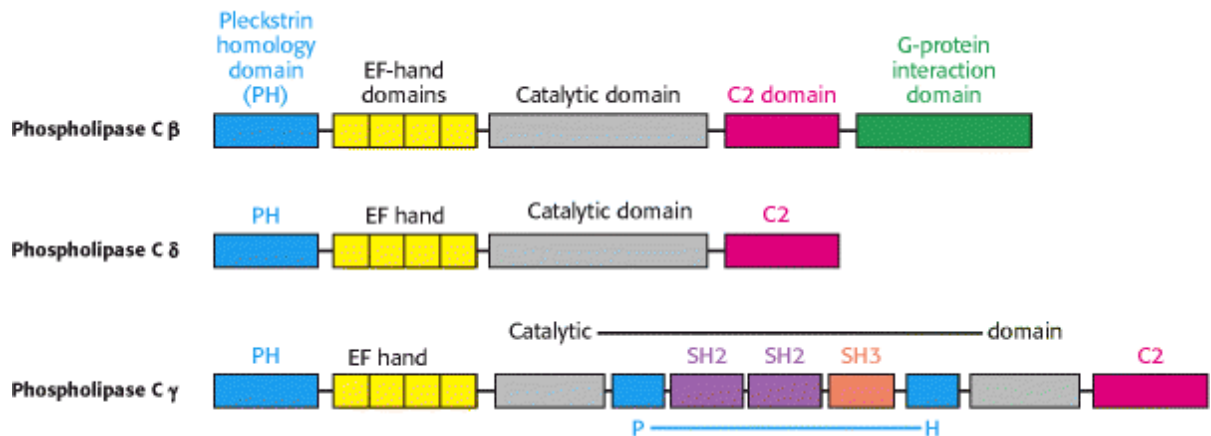 Pleckstrin
homology
domain
(PH)
EF-hand
domains
Catalytic domain
C2 domain
G-protein
interaction
domain
Phospholipase C β
PH
EF hand
Catalytic domain
C2
Phospholipase C δ
Catalytic domain
PH
EF hand
SH2
SH2
SH3
C2
Phospholipase C γ
P H